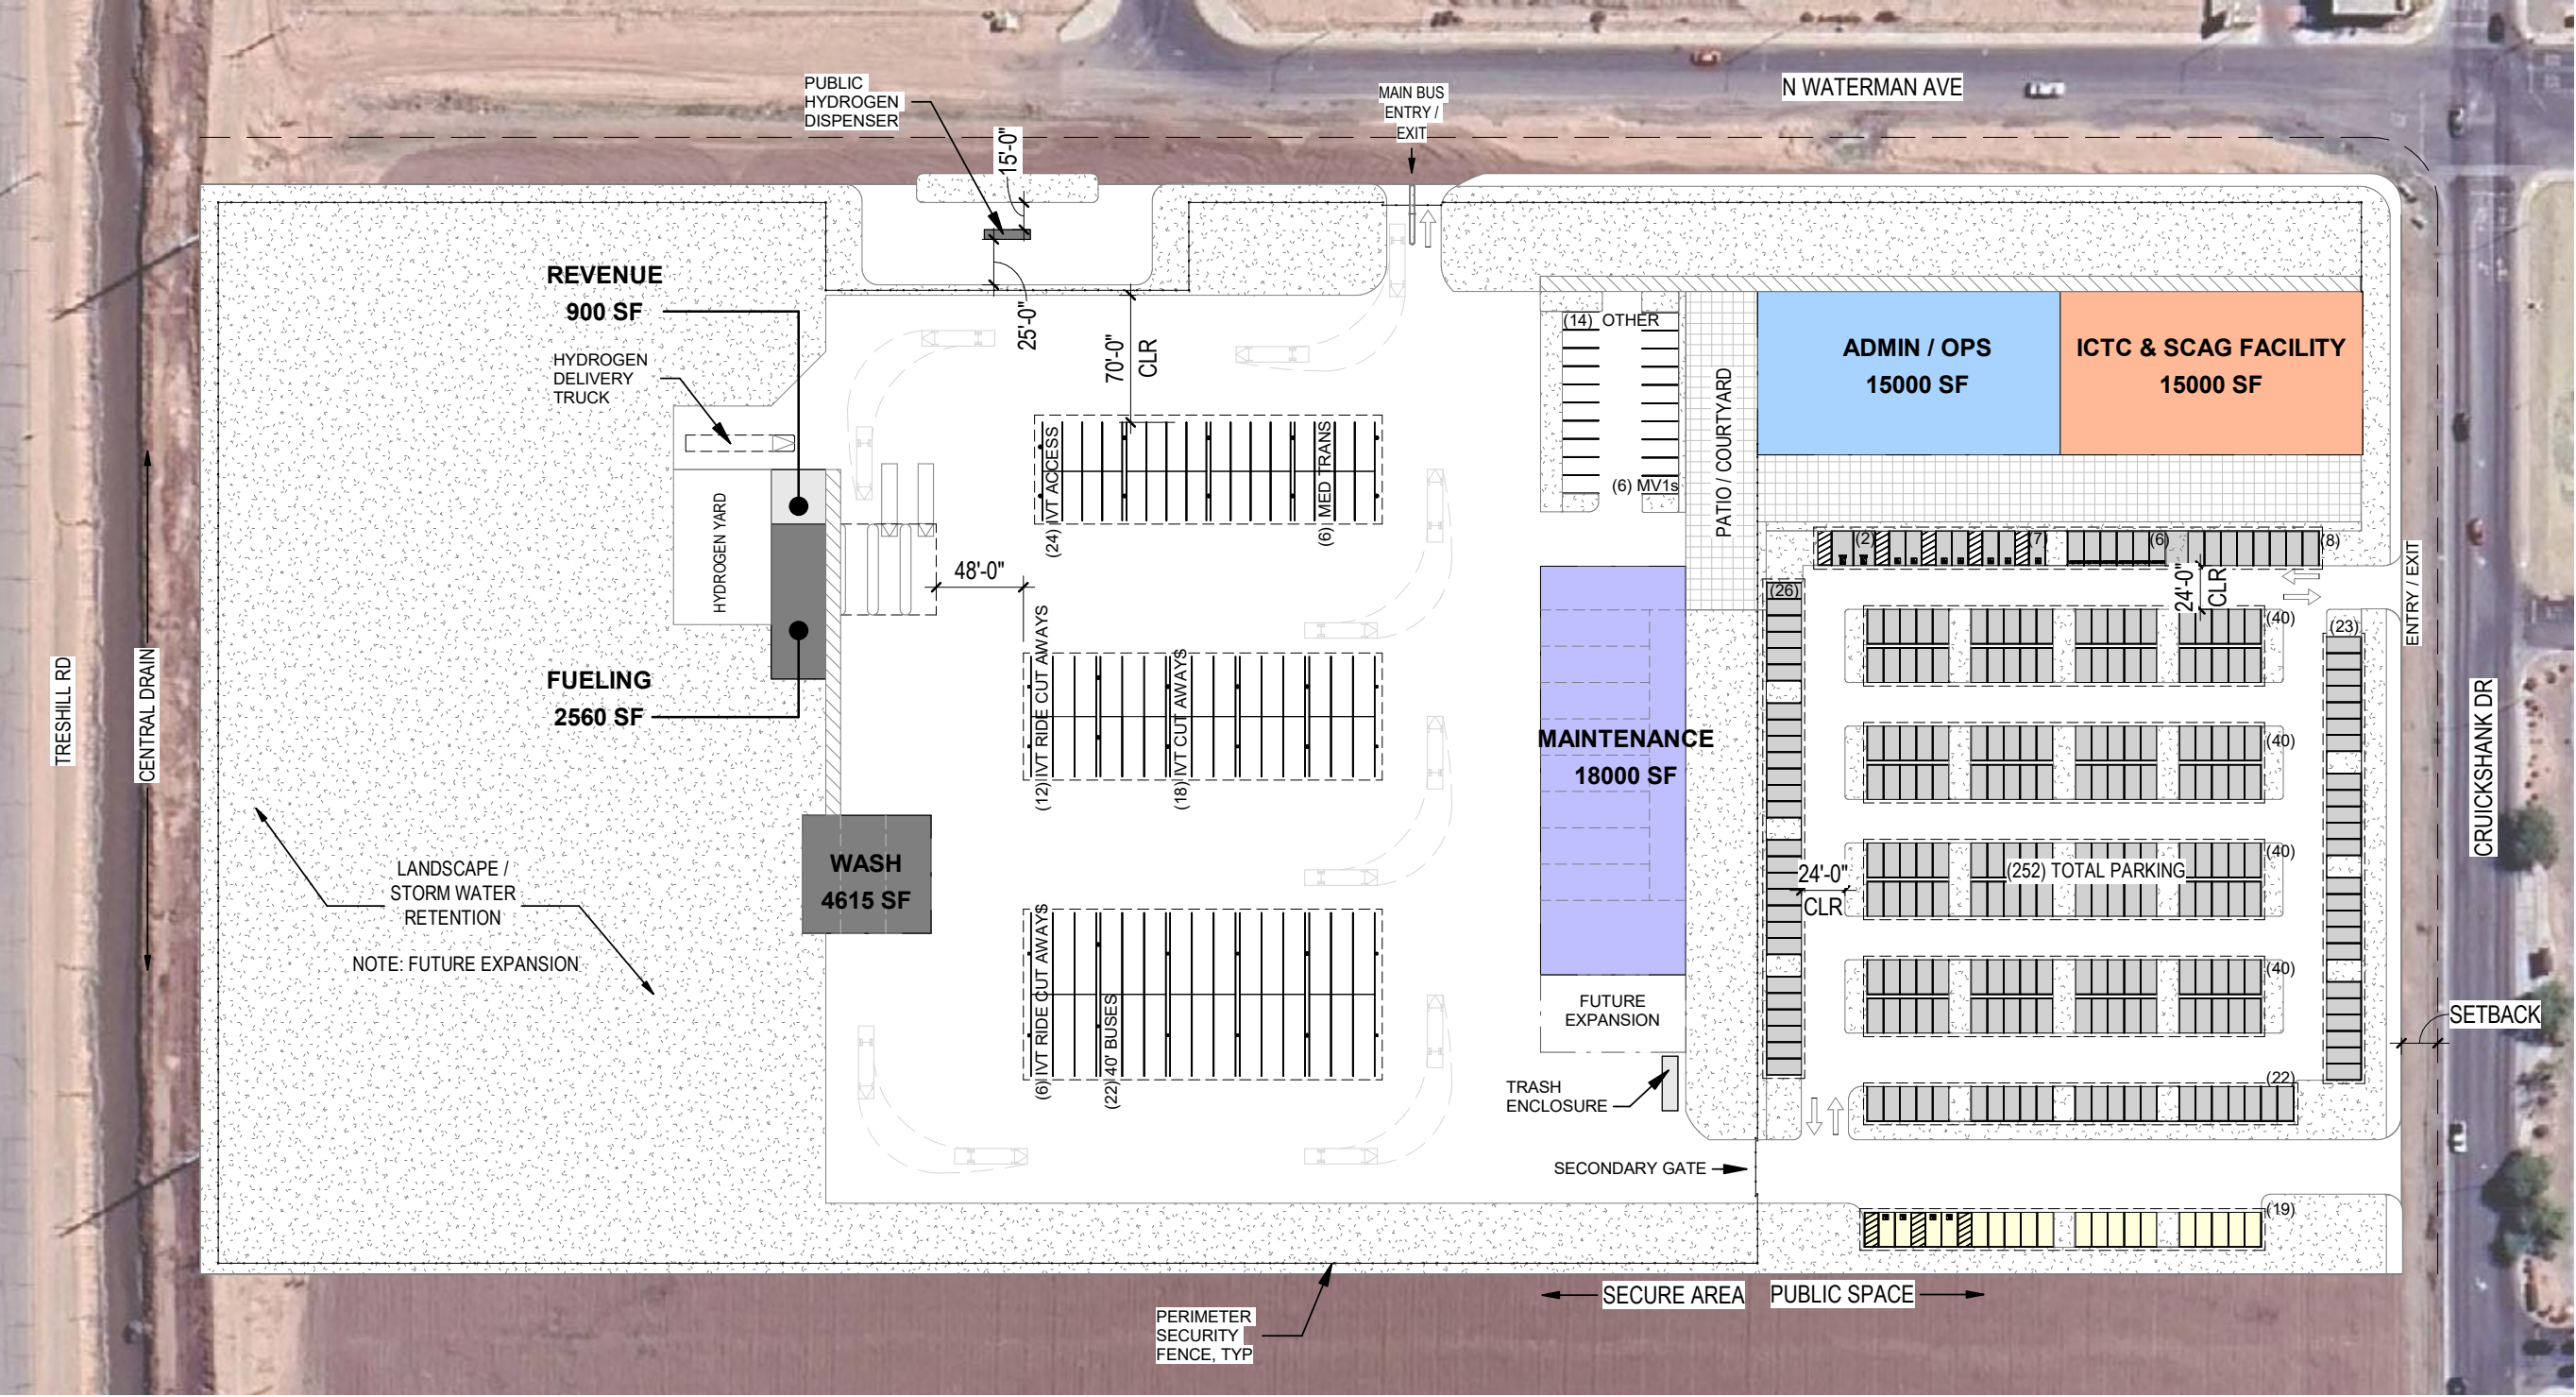 N WATERMAN AVE
PUBLIC
HYDROGEN
DISPENSER
15'-0"
MAIN BUS
ENTRY /
EXIT
REVENUE
900 SF
25'-0"
70'-0"
CLR
HYDROGEN
DELIVERY
TRUCK
(14) OTHER
(6) MV1s
PATIO / COURTYARD
ADMIN / OPS
15000 SF
ICTC & SCAG FACILITY
15000 SF
(24) IVT ACCESS
(6) MED TRANS
HYDROGEN YARD
48'-0"
(2)
(7)
(6)
(8)
24'-0"
CLR
ENTRY / EXIT
(26)
(40)
(23)
FUELING
2560 SF
(12) IVT RIDE CUT AWAYS
(18) IVT CUT AWAYS
MAINTENANCE
18000 SF
(40)
TRESHILL RD
CENTRAL DRAIN
CRUICKSHANK DR
WASH
4615 SF
LANDSCAPE /
STORM WATER
RETENTION
NOTE: FUTURE EXPANSION
24'-0"
CLR
(252) TOTAL PARKING
(40)
(6) IVT RIDE CUT AWAYS
(22) 40' BUSES
FUTURE
EXPANSION
(40)
SETBACK
TRASH
ENCLOSURE
(22)
SECONDARY GATE
(19)
SECURE AREA
PUBLIC SPACE
PERIMETER
SECURITY
FENCE, TYP